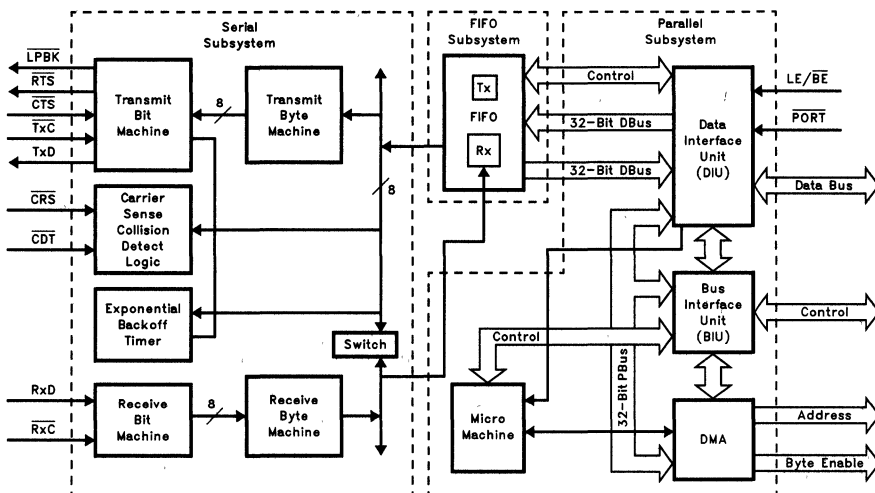 Serial
Subsystem
FIFO
Subsystem
Parallel
Subsystem
LPBK
RTS
CTS
TxC
TxD
Transmit
Bit
Machine
8
Transmit
Byte
Machine
8
CRS
CDT
Carrier
Sense
Collision
Detect
Logic
Exponential
Backoff
Timer
Switch
RxD
RxC
Receive
Bit
Machine
8
Receive
Byte
Machine
Tx
FIFO
Rx
Control
32-Bit DBus
32-Bit DBus
Data
Interface
Unit
(DIU)
LE/BE
PORT
Data Bus
Bus
Interface
Unit
(BIU)
Control
Control
32-Bit PBus
Micro
Machine
DMA
Address
Byte Enable